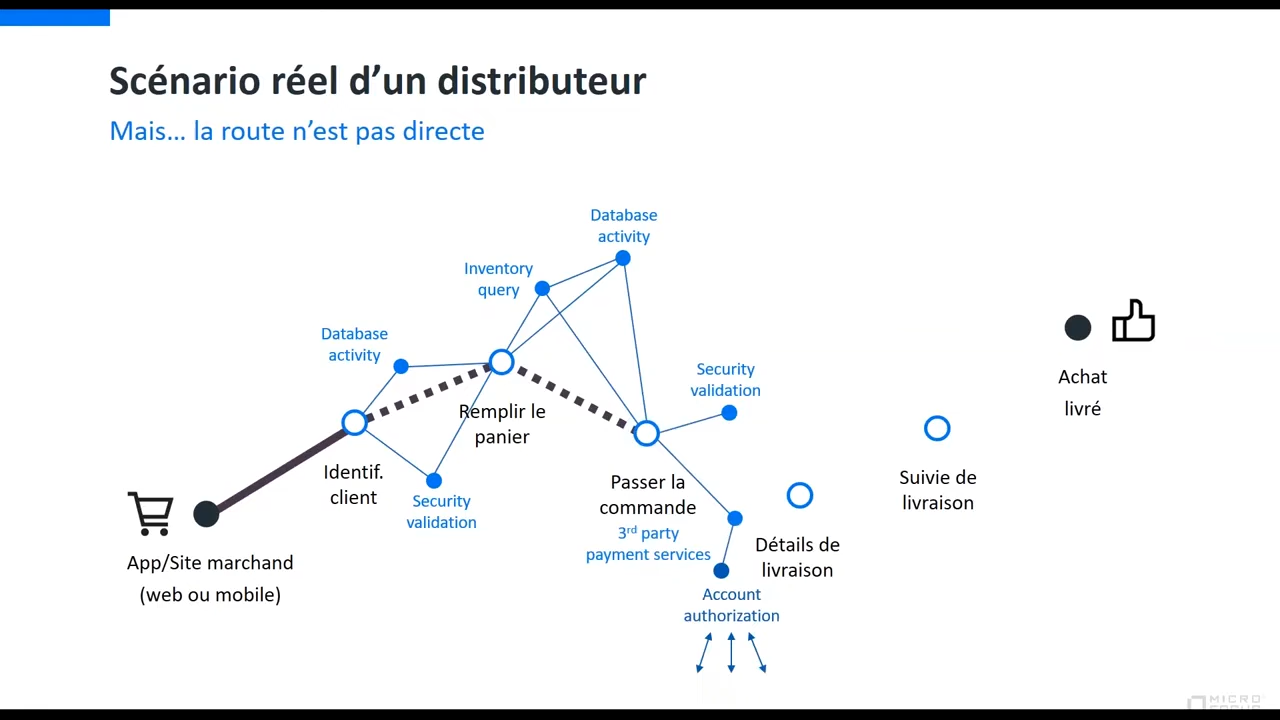 Scénario réel d’un distributeur
Mais... la route n’est pas directe
Database
activity
Inventory
query
Database
activity
Security
validation
Remplir le
panier
Identif.
client
Security
validation
Passer la
commande
3rd party
payment services
Account
authorization
Détails de
livraison
Suivie de
livraison
Achat
livré
App/Site marchand
(web ou mobile)
MICRO
FOCUS